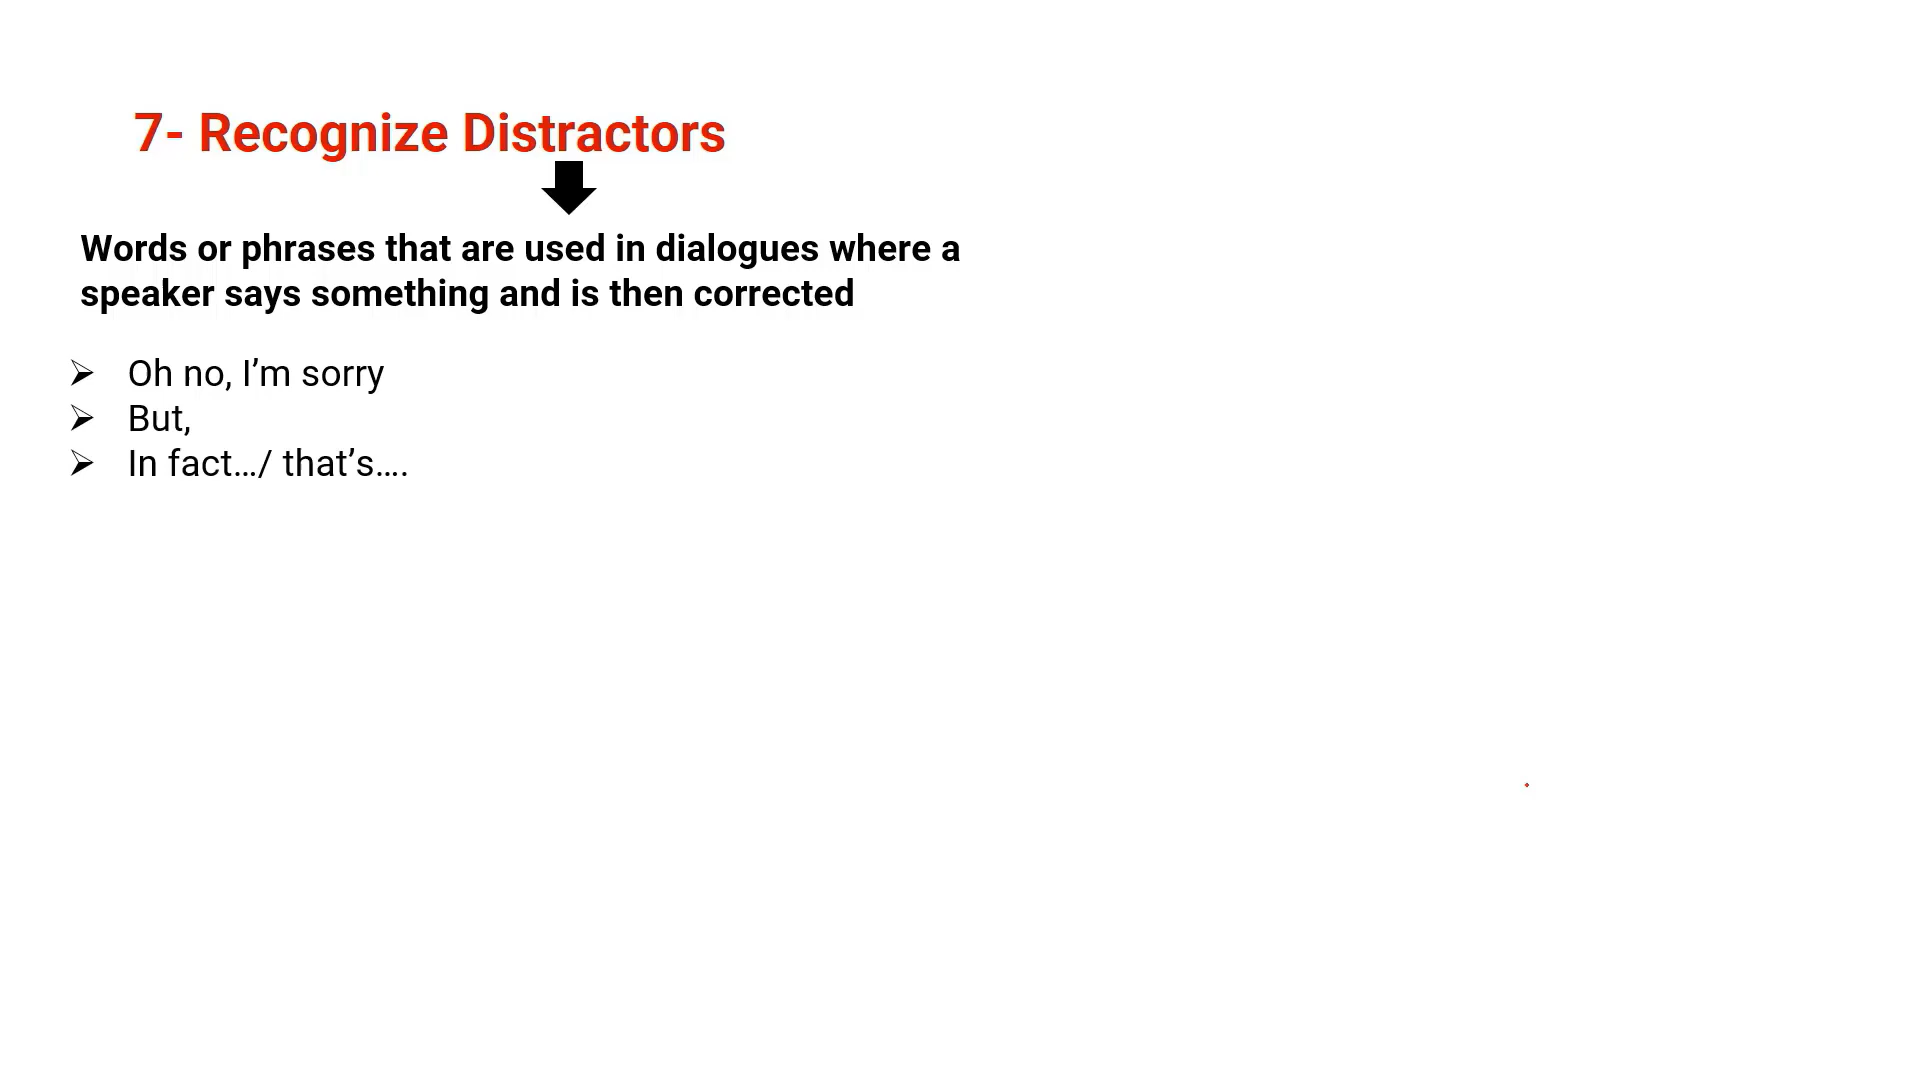 7- Recognize Distractors
Words or phrases that are used in dialogues where a
speaker says something and is then corrected
➢ Oh no, I’m sorry
➢ But,
➢ In fact…/ that’s….